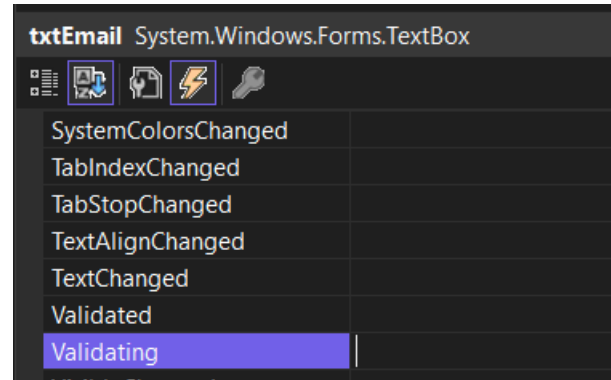 txtEmail System.Windows.Forms.TextBox
SystemColorsChanged
TabIndexChanged
TabStopChanged
TextAlignChanged
TextChanged
Validated
Validating